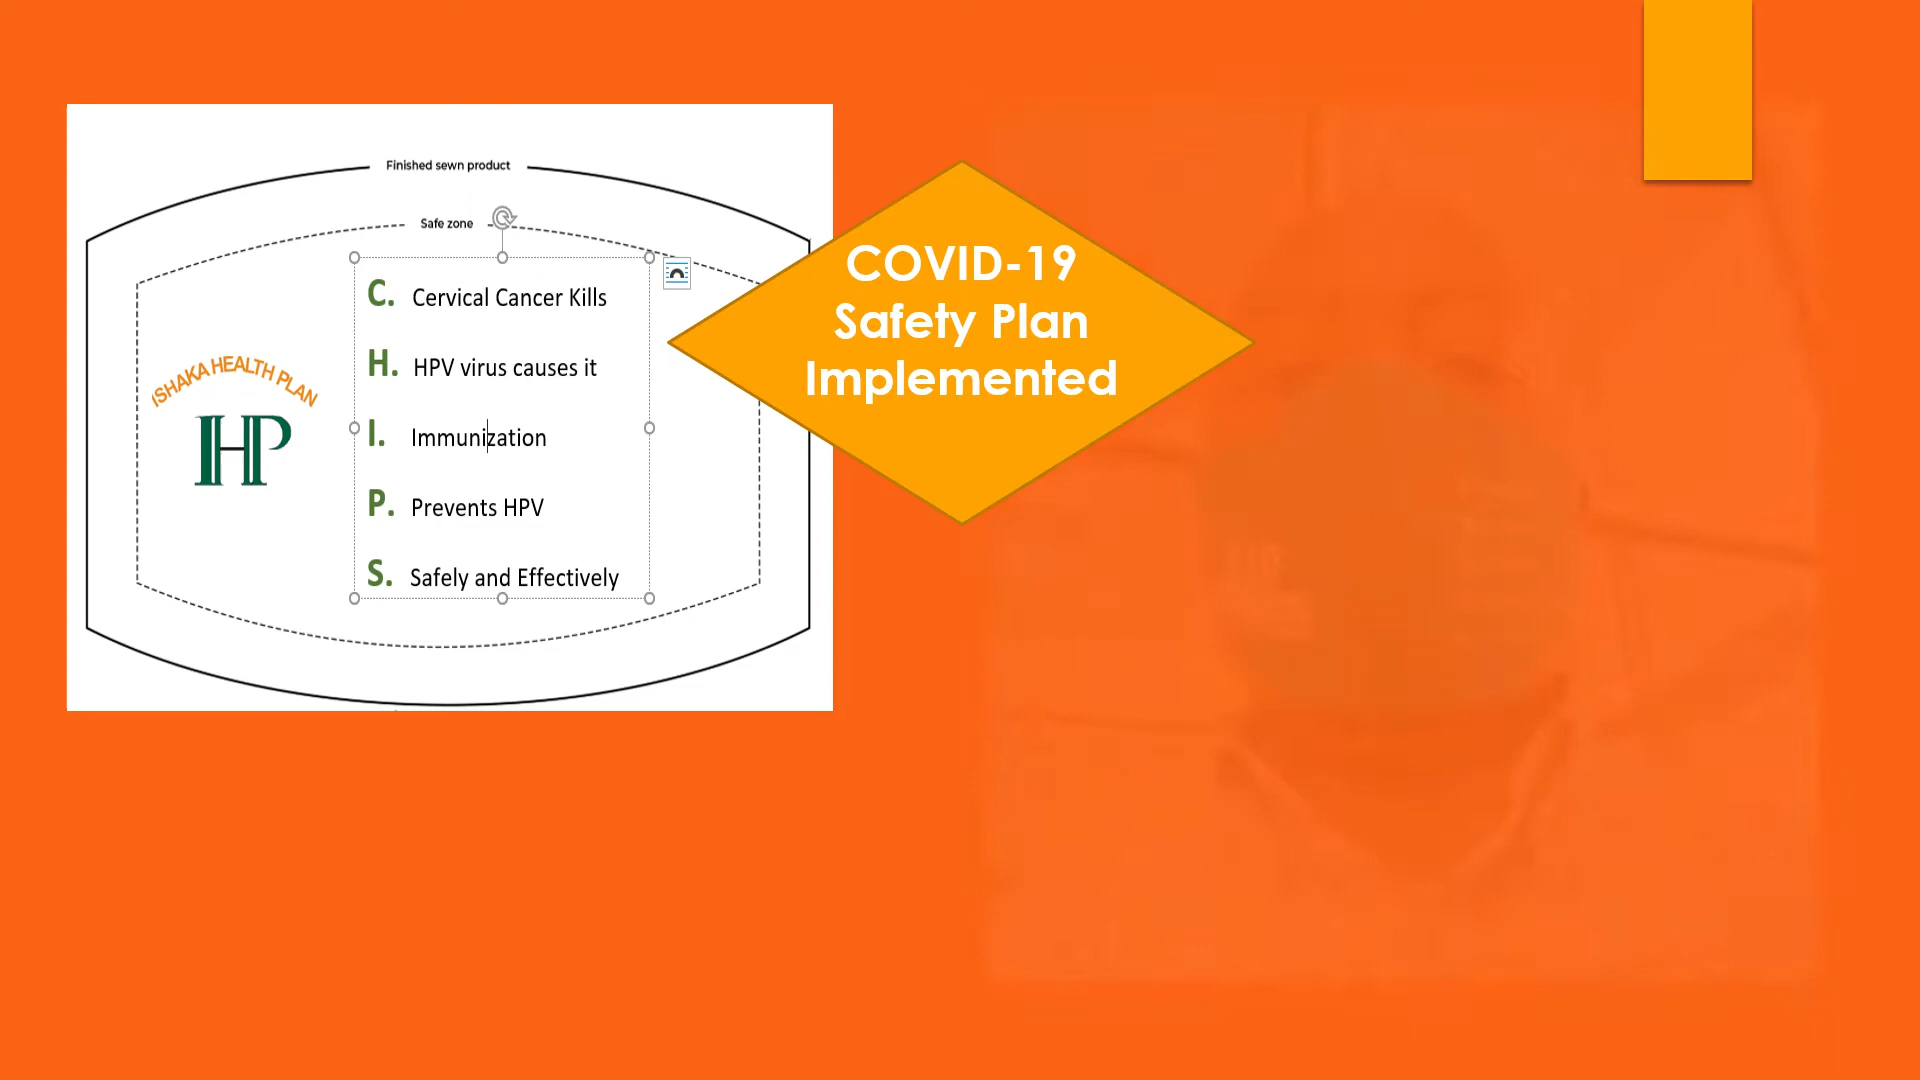 Finished sewn product
Safe zone
C. Cervical Cancer Kills
H. HPV virus causes it
I. Immunization
P. Prevents HPV
S. Safely and Effectively
ISHAKA HEALTH PLAN
IHP
COVID-19
Safety Plan
Implemented